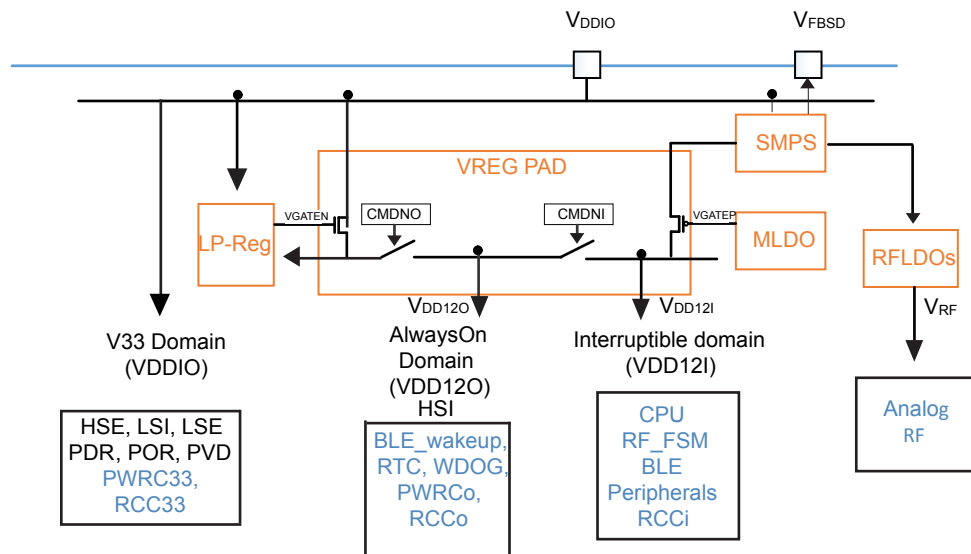 VDDIO
VFBSD
SMPS
VREG PAD
CMDNO
CMDNI
VGATEN
VGATEP
LP-Reg
MLDO
RFLDOs
VDD12O
VDD12I
VRF
V33 Domain
(VDDIO)
AlwaysOn
Domain
(VDD12O)
HSI
Interruptible domain
(VDD12I)
HSE, LSI, LSE
PDR, POR, PVD
PWRC33,
RCC33
BLE_wakeup,
RTC, WDOG,
PWRCo,
RCCo
CPU
RF_FSM
BLE
Peripherals
RCCi
Analog
RF